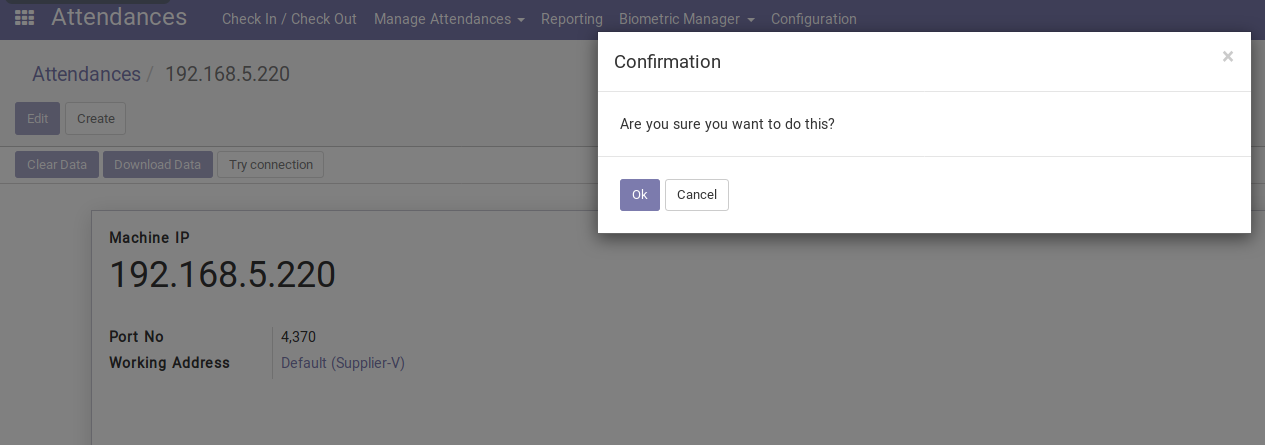 Attendances Check In / Check Out Manage Attendances Reporting Biometric Manager Configuration
Confirmation ×
Attendances / 192.168.5.220
Edit Create
Are you sure you want to do this?
Clear Data Download Data Try connection
Ok Cancel
Machine IP
192.168.5.220
Port No 4,370
Working Address Default (Supplier-V)